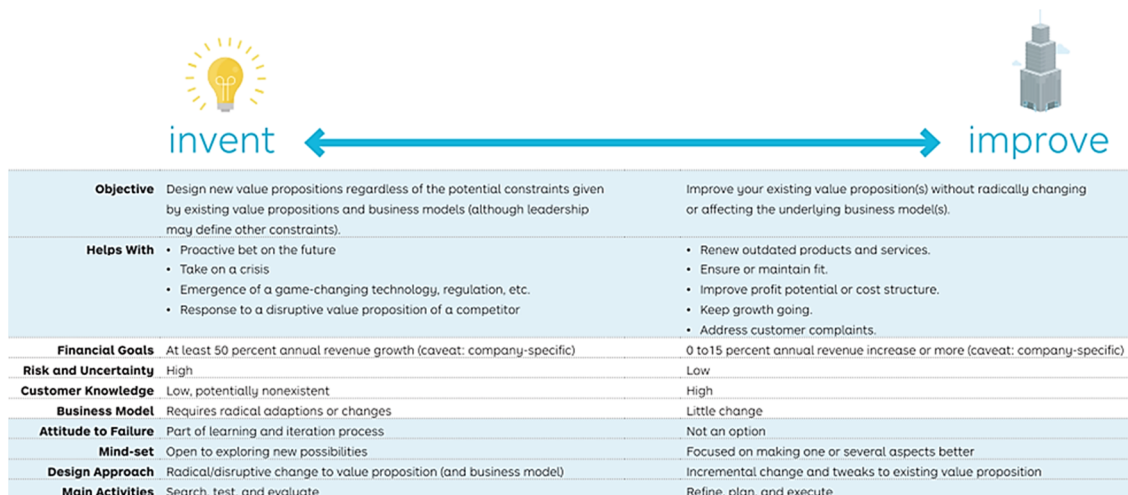 invent
improve
Objective Design new value propositions regardless of the potential constraints given Improve your existing value proposition(s) without radically changing
by existing value propositions and business models (although leadership or affecting the underlying business model(s).
may define other constraints).
Helps With • Proactive bet on the future • Renew outdated products and services.
• Take on a crisis • Ensure or maintain fit.
• Emergence of a game-changing technology, regulation, etc. • Improve profit potential or cost structure.
• Response to a disruptive value proposition of a competitor • Keep growth going.
• Address customer complaints.
Financial Goals At least 50 percent annual revenue growth (caveat: company-specific) 0 to15 percent annual revenue increase or more (caveat: company-specific)
Risk and Uncertainty High Low
Customer Knowledge Low, potentially nonexistent High
Business Model Requires radical adaptions or changes Little change
Attitude to Failure Part of learning and iteration process Not an option
Mind-set Open to exploring new possibilities Focused on making one or several aspects better
Design Approach Radical/disruptive change to value proposition (and business model) Incremental change and tweaks to existing value proposition
Main Activities Search, test, and evaluate Refine, plan, and execute